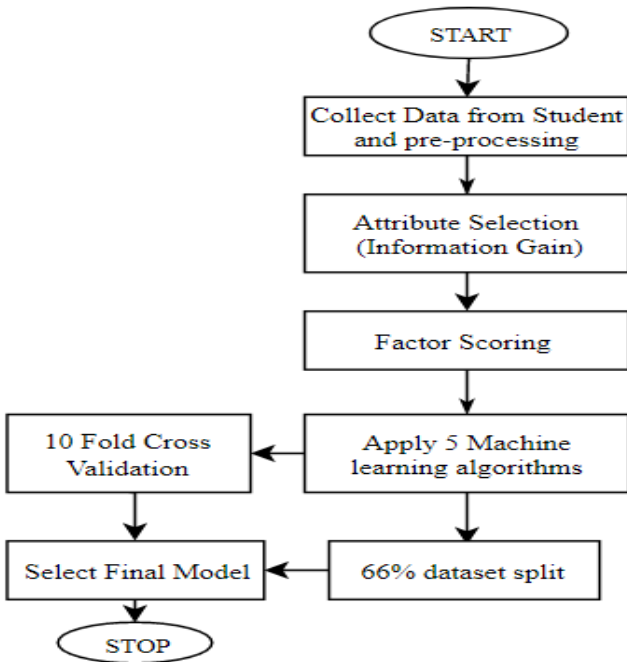 START
Collect Data from Student
and pre-processing
Attribute Selection
(Information Gain)
Factor Scoring
10 Fold Cross
Validation
Apply 5 Machine
learning algorithms
Select Final Model
66% dataset split
STOP